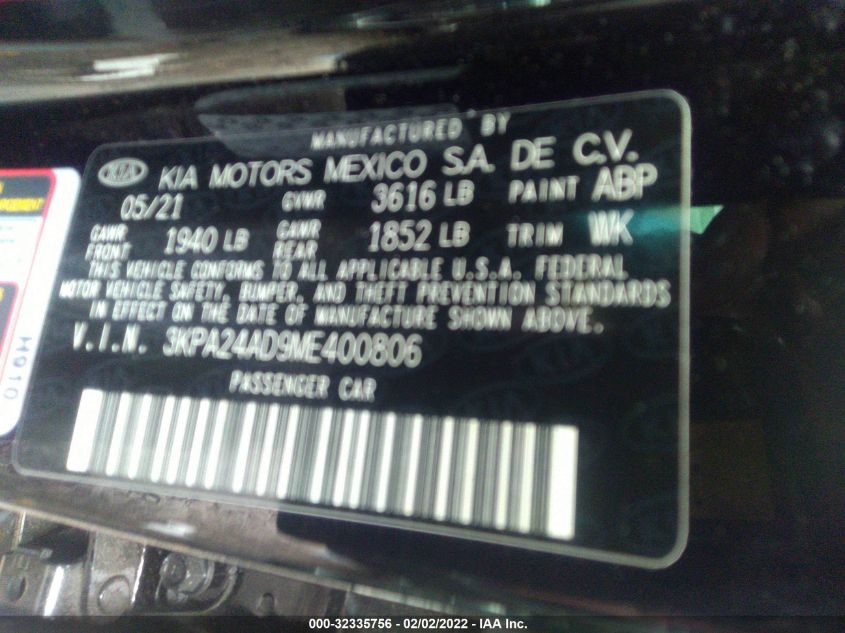 MANUFACTURED BY
KIA KIA MOTORS MEXICO S.A. DE C.V.
05/21 GVWR 3616 LB PAINT ABP
GAWR FRONT 1940 LB GAWR REAR 1852 LB TRIM WK
THIS VEHICLE CONFORMS TO ALL APPLICABLE U.S.A. FEDERAL
MOTOR VEHICLE SAFETY, BUMPER, AND THEFT PREVENTION STANDARDS
IN EFFECT ON THE DATE OF MANUFACTURE SHOWN ABOVE.
V.I.N. 3KPA24AD9ME400806
PASSENGER CAR
H910
000-32335756 - 02/02/2022 - IAA Inc.